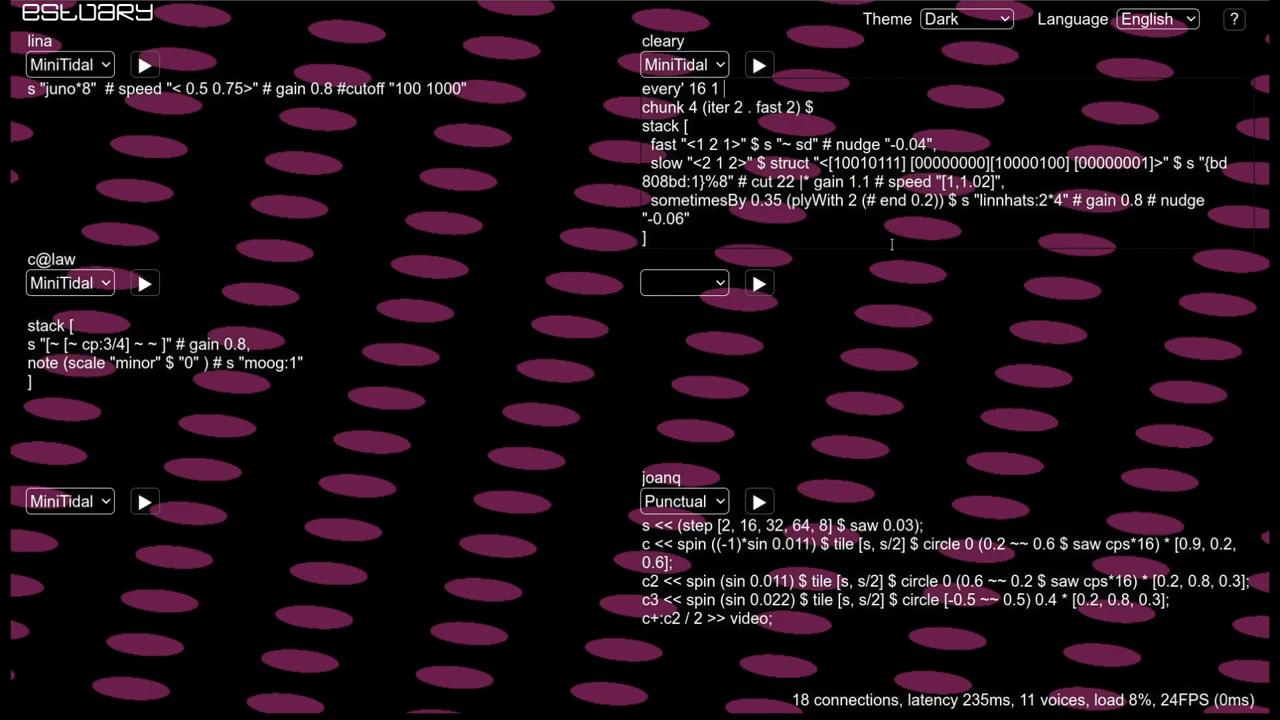 estuary
Theme Dark Language English ?
lina
MiniTidal
s "juno*8"  # speed "< 0.5 0.75>" # gain 0.8 #cutoff "100 1000"
cleary
MiniTidal
every' 16 1
chunk 4 (iter 2 . fast 2) $
stack [
fast "<1 2 1>" $ s "~ sd" # nudge "-0.04",
slow "<2 1 2>" $ struct "<[10010111] [00000000][10000100] [00000001]>" $ s "{bd
808bd:1}%8" # cut 22 |* gain 1.1 # speed "[1,1.02]",
sometimesBy 0.35 (plyWith 2 (# end 0.2)) $ s "linnhats:2*4" # gain 0.8 # nudge
"-0.06"
]
c@law
MiniTidal
stack [
s "[~ [~ cp:3/4] ~ ~ ]" # gain 0.8,
note (scale "minor" $ "0" ) # s "moog:1"
]
MiniTidal
joanq
Punctual
s << (step [2, 16, 32, 64, 8] $ saw 0.03);
c << spin ((-1)*sin 0.011) $ tile [s, s/2] $ circle 0 (0.2 ~~ 0.6 $ saw cps*16) * [0.9, 0.2,
0.6];
c2 << spin (sin 0.011) $ tile [s, s/2] $ circle 0 (0.6 ~~ 0.2 $ saw cps*16) * [0.2, 0.8, 0.3];
c3 << spin (sin 0.022) $ tile [s, s/2] $ circle [-0.5 ~~ 0.5) 0.4 * [0.2, 0.8, 0.3];
c+:c2 / 2 >> video;
18 connections, latency 235ms, 11 voices, load 8%, 24FPS (0ms)